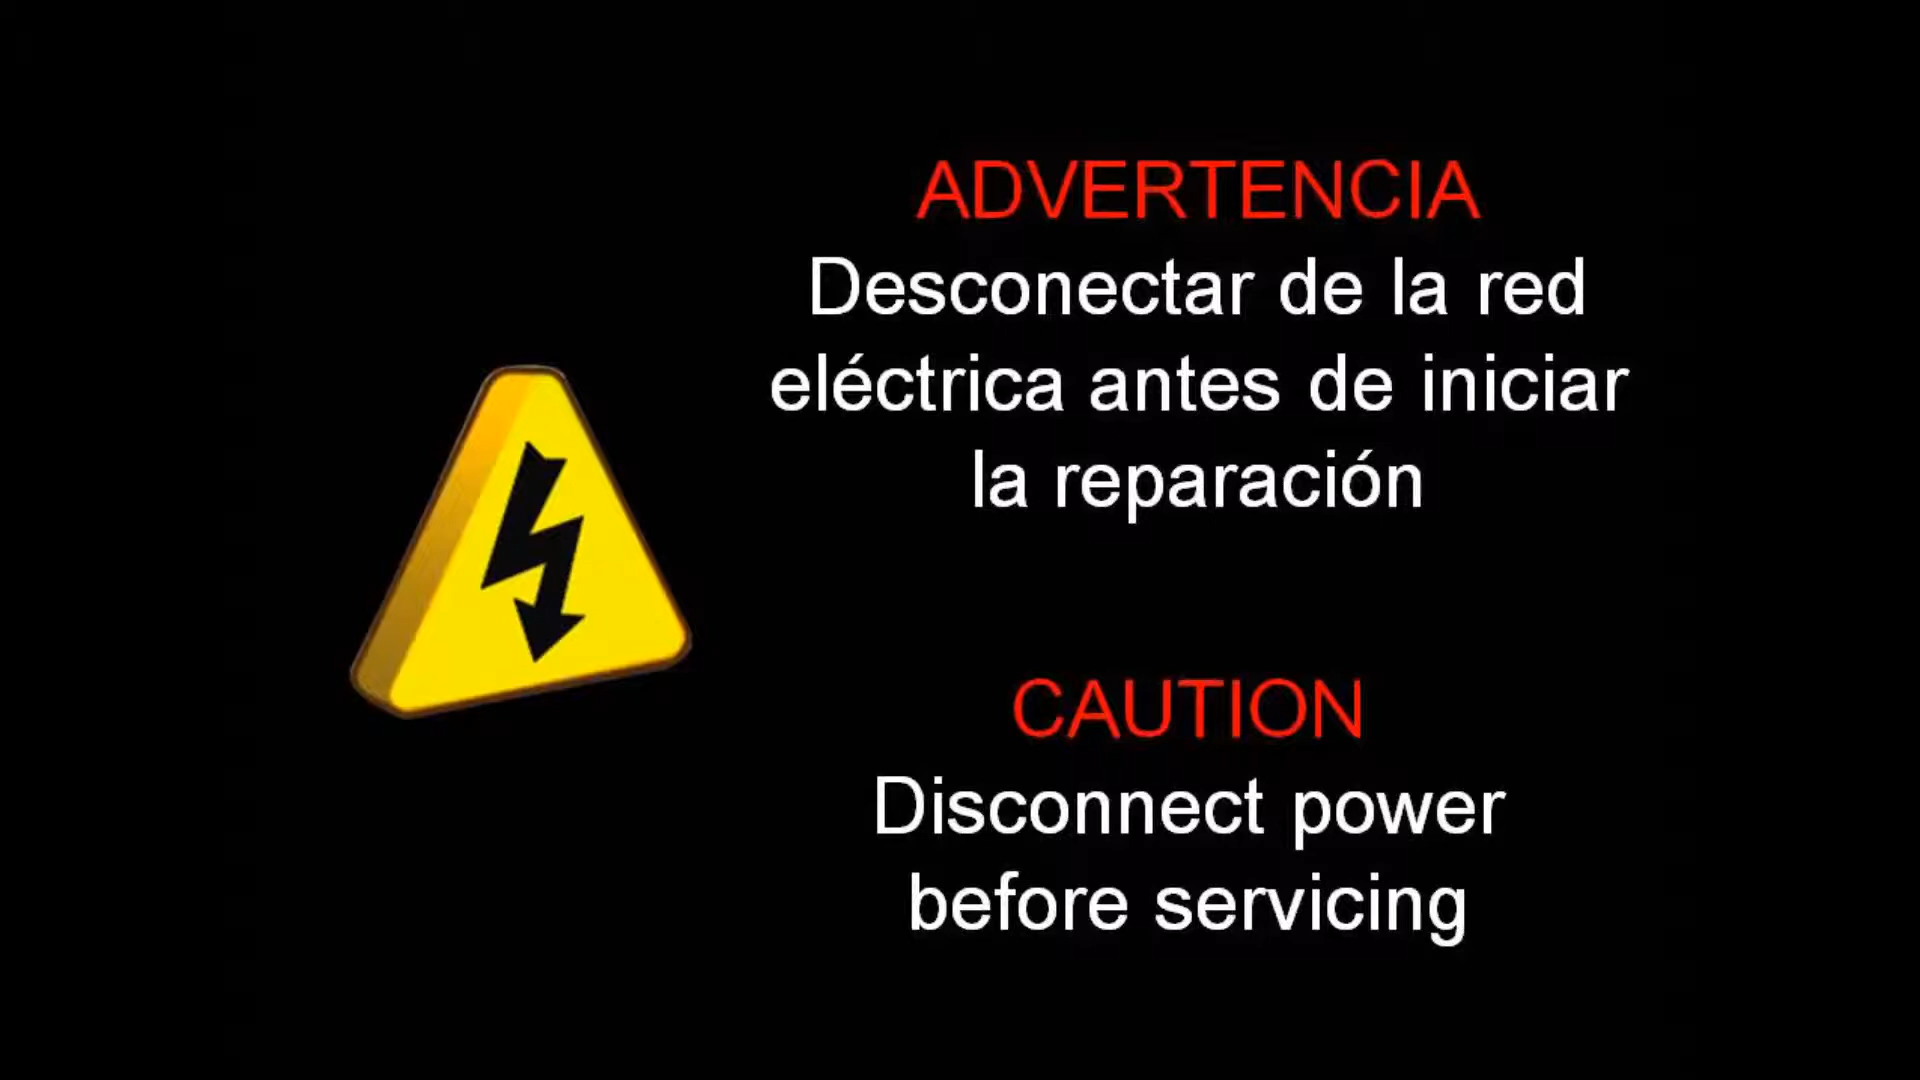 ADVERTENCIA
Desconectar de la red
eléctrica antes de iniciar
la reparación
CAUTION
Disconnect power
before servicing